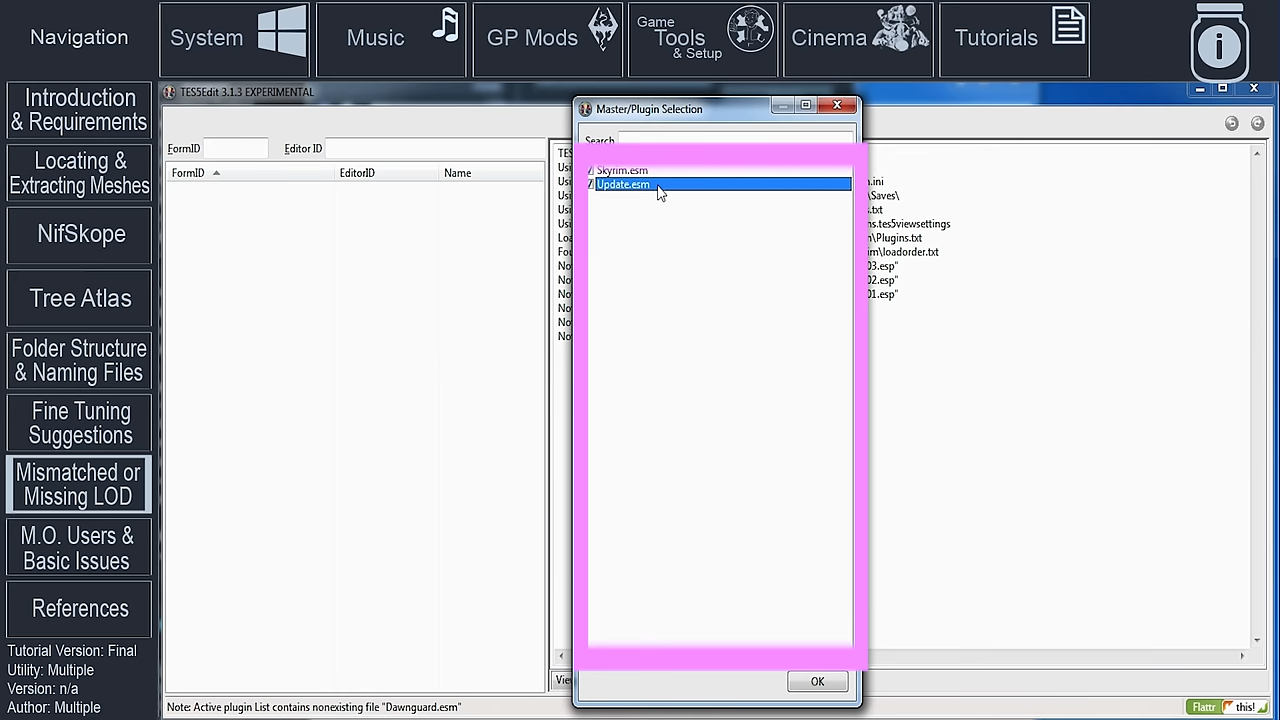 Navigation
System
Music
GP Mods
Game
Tools
& Setup
Cinema
Tutorials
Introduction
& Requirements
Locating &
Extracting Meshes
NifSkope
Tree Atlas
Folder Structure
& Naming Files
Fine Tuning
Suggestions
Mismatched or
Missing LOD
M.O. Users &
Basic Issues
References
Tutorial Version: Final
Utility: Multiple
Version: n/a
Author: Multiple
TES5Edit 3.1.3 EXPERIMENTAL
FormID
Editor ID
FormID EditorID Name
Master/Plugin Selection
Search
Skyrim.esm
Update.esm
OK
.ini
\Saves\
s.txt
ns.tes5viewsettings
n\Plugins.txt
im\loadorder.txt
03.esp"
02.esp"
01.esp"
Note: Active plugin List contains nonexisting file "Dawnguard.esm"
Flattr this!